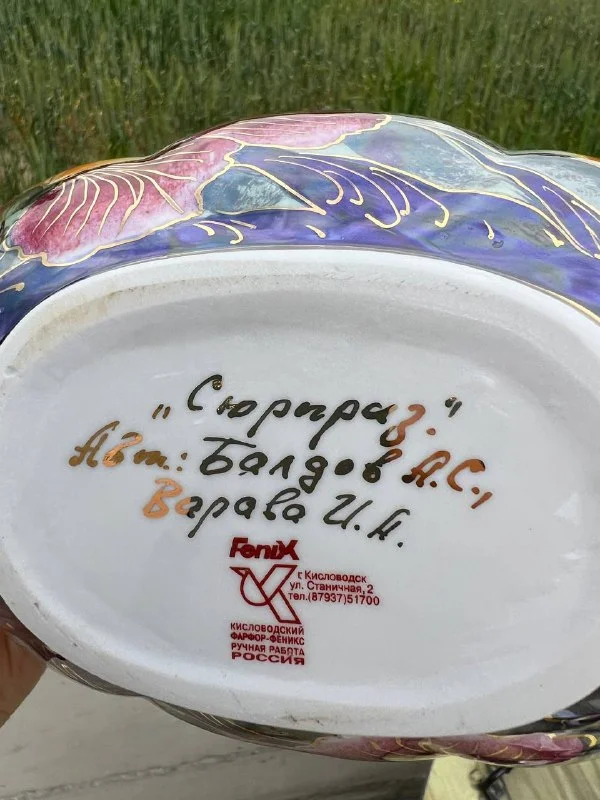 "Сюрприз."
Авт.: Балдов А.С.,
Варава И.А.
FeniX
г. Кисловодск
ул. Станичная, 2
тел.(87937)51700
КИСЛОВОДСКИЙ
ФАРФОР-ФЕНИКС
РУЧНАЯ РАБОТА
РОССИЯ